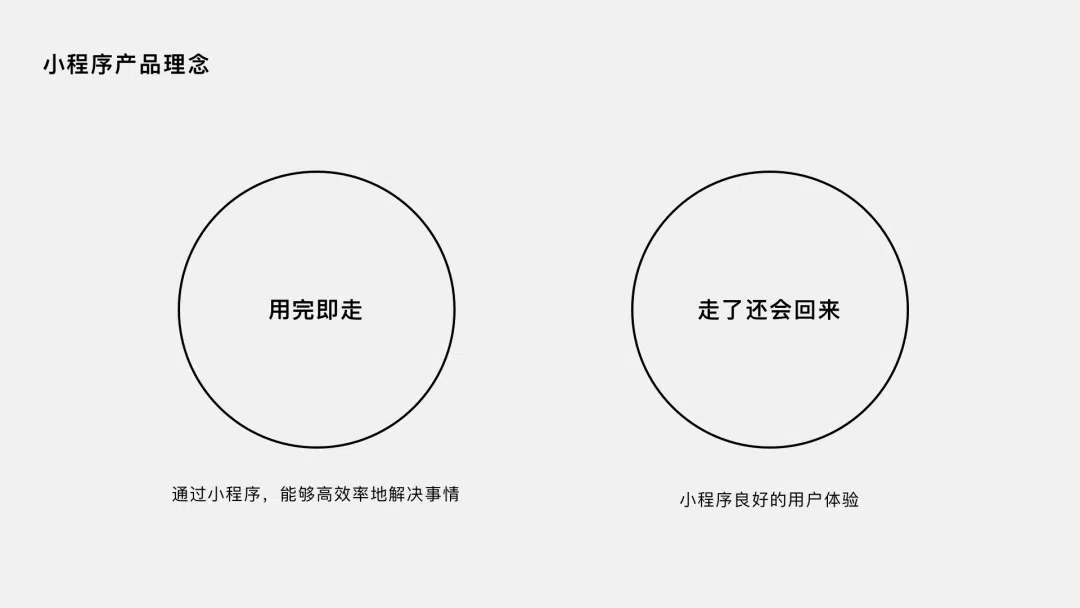 小程序产品理念
用完即走
走了还会回来
通过小程序，能够高效率地解决事情
小程序良好的用户体验